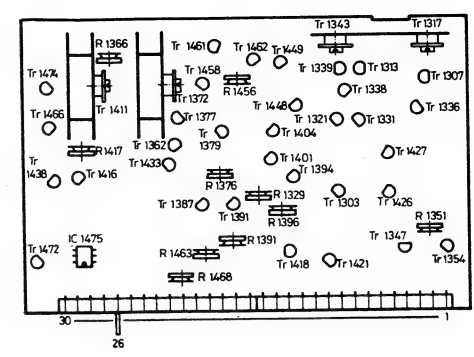 Tr 1343
Tr 1317
Tr 1461
R 1366
Tr 1462
Tr 1449
Tr 1339
Tr 1313
Tr 1307
Tr 1474
Tr 1458
R 1456
Tr 1338
Tr 1372
Tr 1411
Tr 1448
Tr 1336
Tr 1466
Tr 1377
Tr 1321
Tr 1331
Tr 1379
Tr 1404
Tr 1362
R1417
Tr 1433
Tr 1401
Tr 1427
Tr 1438
Tr 1416
R 1376
Tr 1394
R 1329
Tr 1303
Tr 1426
Tr 1387
Tr 1391
R 1396
R 1351
IC 1475
R 1391
Tr 1347
Tr 1472
R 1463
Tr 1418
Tr 1421
Tr 1354
R 1468
30
1
26